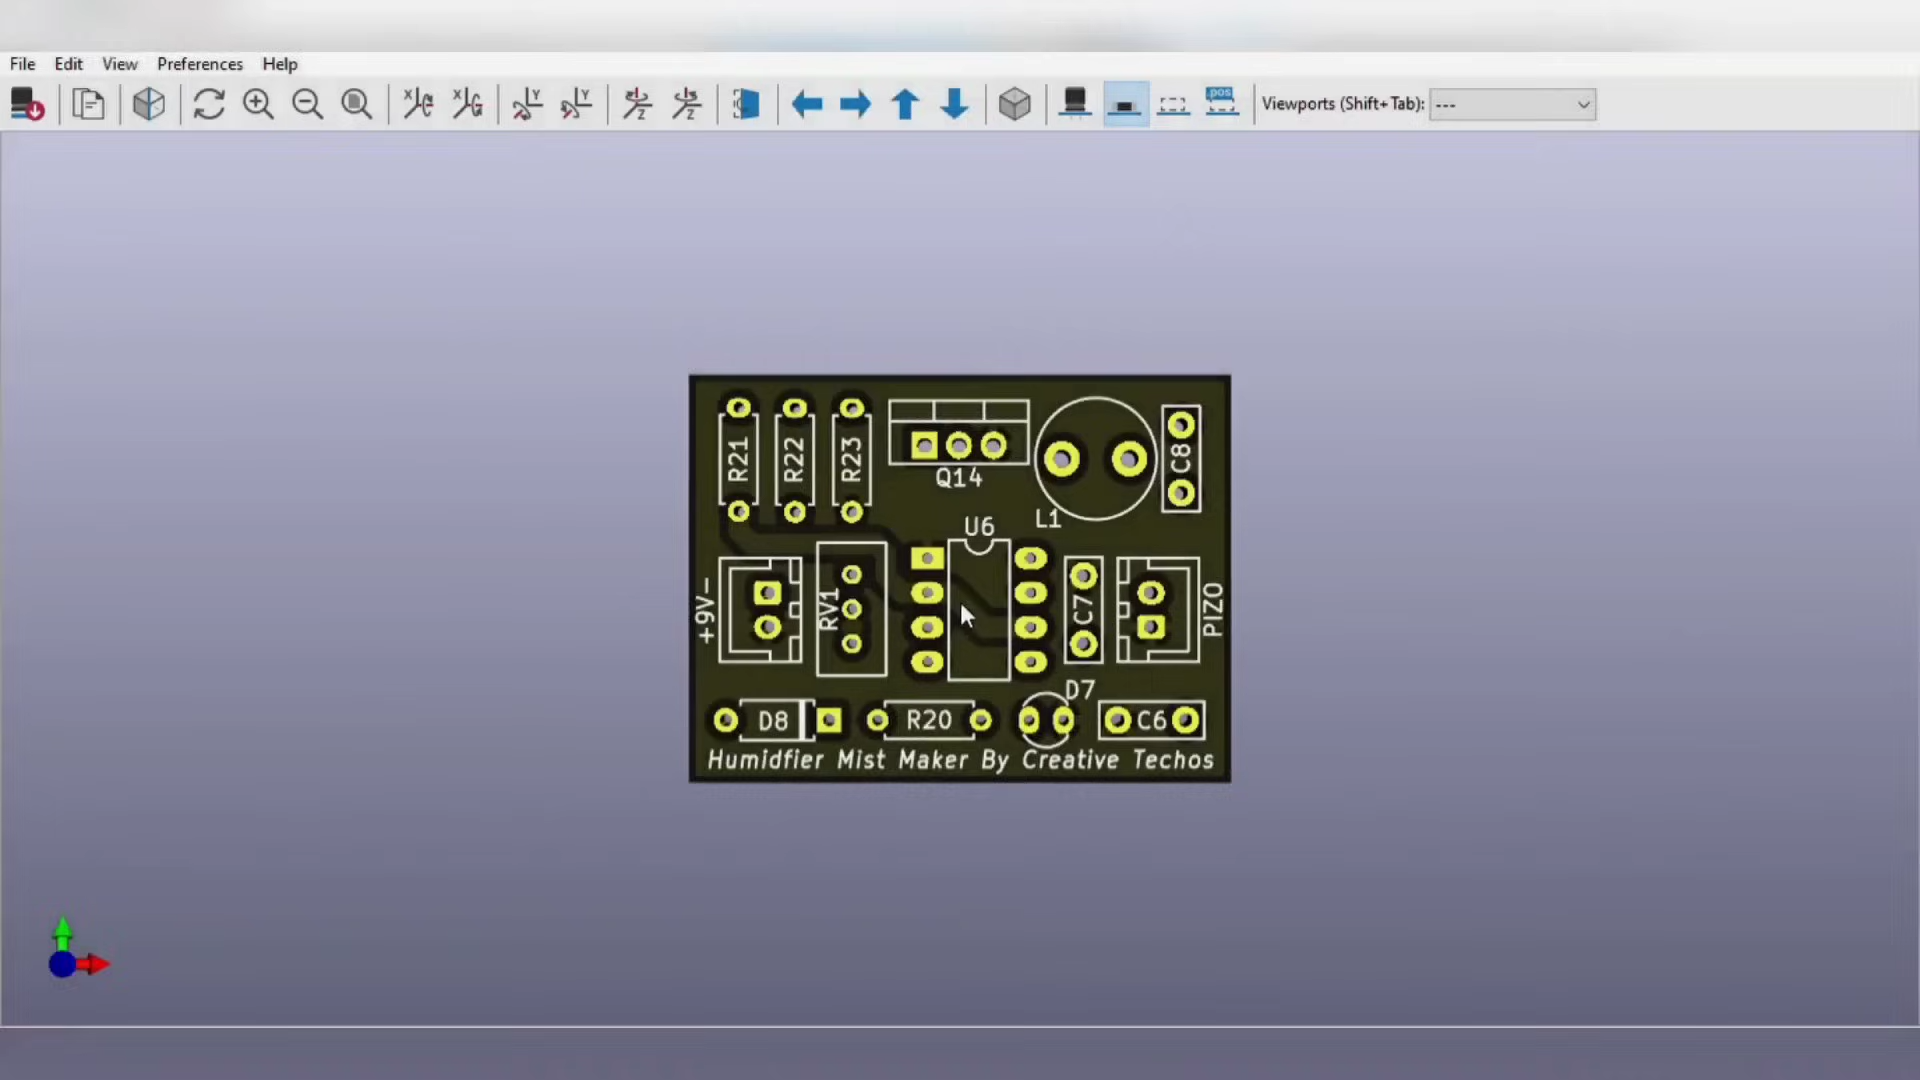 File Edit View Preferences Help
.pos Viewports (Shift+Tab): ---
R21 R22 R23 Q14 L1 C8
U6
+9V- RV1 C7 PIZO
D7
D8 R20 C6
Humidfier Mist Maker By Creative Techos